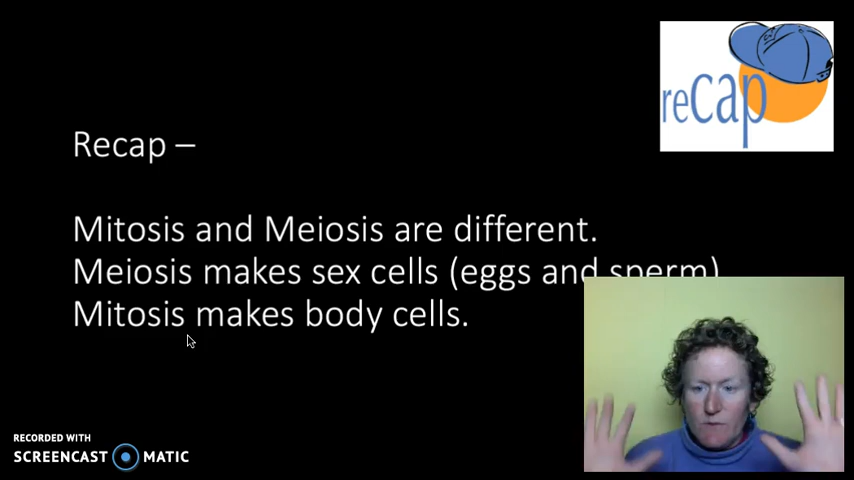 recap
Recap –
Mitosis and Meiosis are different.
Meiosis makes sex cells (eggs and sperm)
Mitosis makes body cells.
RECORDED WITH
SCREENCAST MATIC